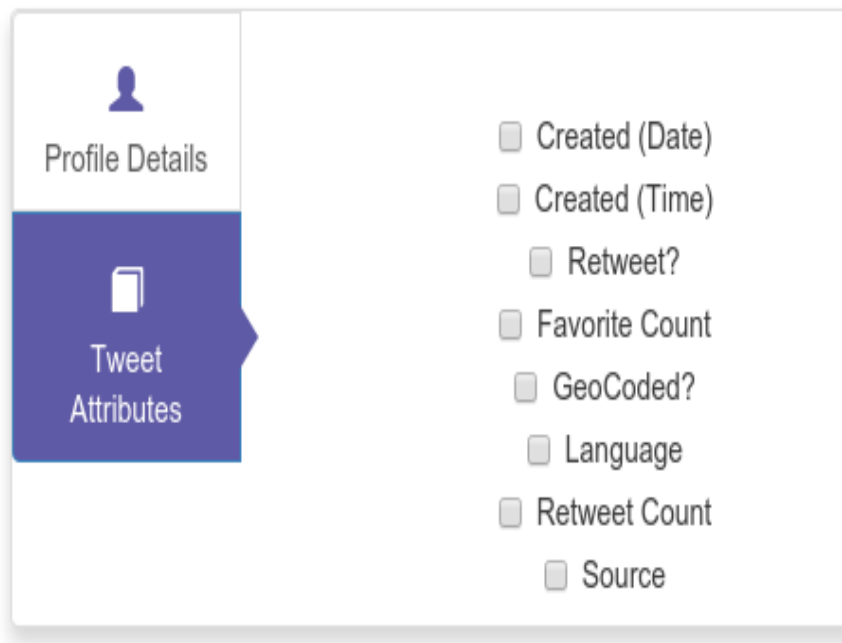 Profile Details
Tweet
Attributes
Created (Date)
Created (Time)
Retweet?
Favorite Count
GeoCoded?
Language
Retweet Count
Source